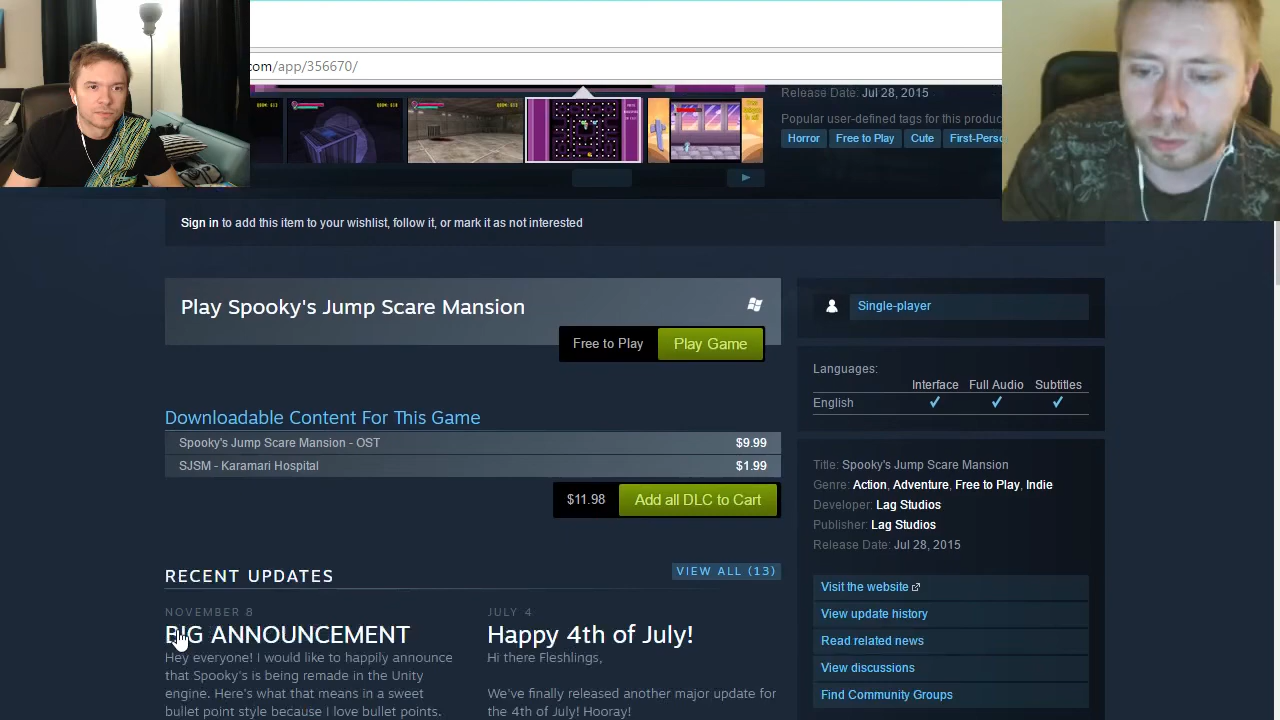 com/app/356670/
Release Date: Jul 28, 2015
Popular user-defined tags for this produc
Horror Free to Play Cute First-Perso
Sign in to add this item to your wishlist, follow it, or mark it as not interested
Play Spooky's Jump Scare Mansion
Free to Play Play Game
Single-player
Languages:
Interface Full Audio Subtitles
English
Downloadable Content For This Game
Spooky's Jump Scare Mansion - OST $9.99
SJSM - Karamari Hospital $1.99
$11.98 Add all DLC to Cart
Title: Spooky's Jump Scare Mansion
Genre: Action, Adventure, Free to Play, Indie
Developer: Lag Studios
Publisher: Lag Studios
Release Date: Jul 28, 2015
RECENT UPDATES VIEW ALL (13)
NOVEMBER 8
BIG ANNOUNCEMENT
Hey everyone! I would like to happily announce
that Spooky's is being remade in the Unity
engine. Here's what that means in a sweet
bullet point style because I love bullet points.
JULY 4
Happy 4th of July!
Hi there Fleshlings,
We've finally released another major update for
the 4th of July! Hooray!
Visit the website
View update history
Read related news
View discussions
Find Community Groups